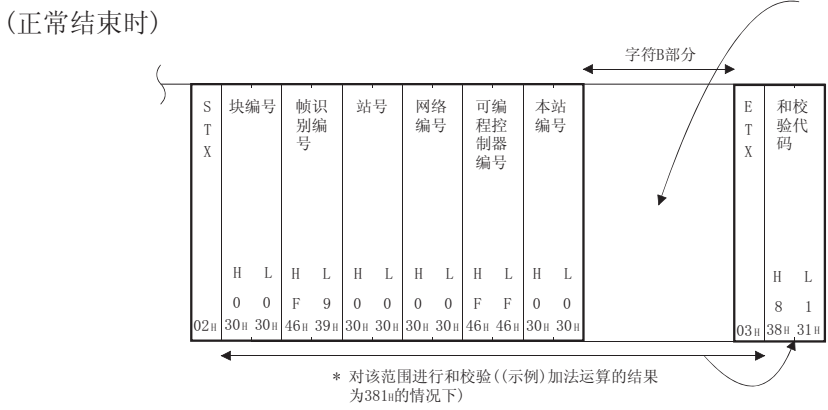 (正常结束时)
字符B部分
S 块编号 帧识 站号 网络 可编 本站 E 和校
T 别编 编号 程控 编号 T 验代
X 号 制器 X 码
编号
H L H L H L H L H L H L H L
0 0 F 9 0 0 0 0 F F 0 0 8 1
02H 30H 30H 46H 39H 30H 30H 30H 30H 46H 46H 30H 30H 03H 38H 31H
* 对该范围进行和校验((示例)加法运算的结果
为381H的情况下)